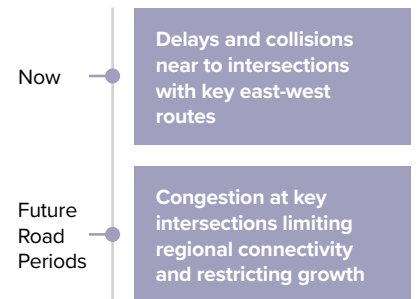 Now
Delays and collisions
near to intersections
with key east-west
routes
Future
Road
Periods
Congestion at key
intersections limiting
regional connectivity
and restricting growth